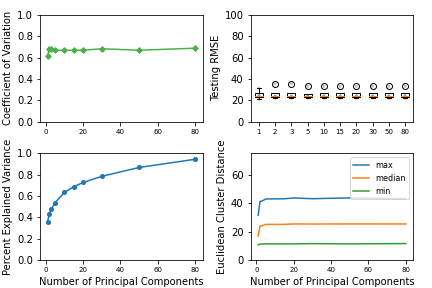 Coefficient of Variation
1.0
0.8
0.6
0.4
0.2
0.0
0 20 40 60 80
Testing RMSE
100
80
60
40
20
0
1 2 3 5 10 15 20 30 50 80
Percent Explained Variance
1.0
0.8
0.6
0.4
0.2
0.0
0 20 40 60 80
Number of Principal Components
Euclidean Cluster Distance
60
40
20
0
max
median
min
0 20 40 60 80
Number of Principal Components